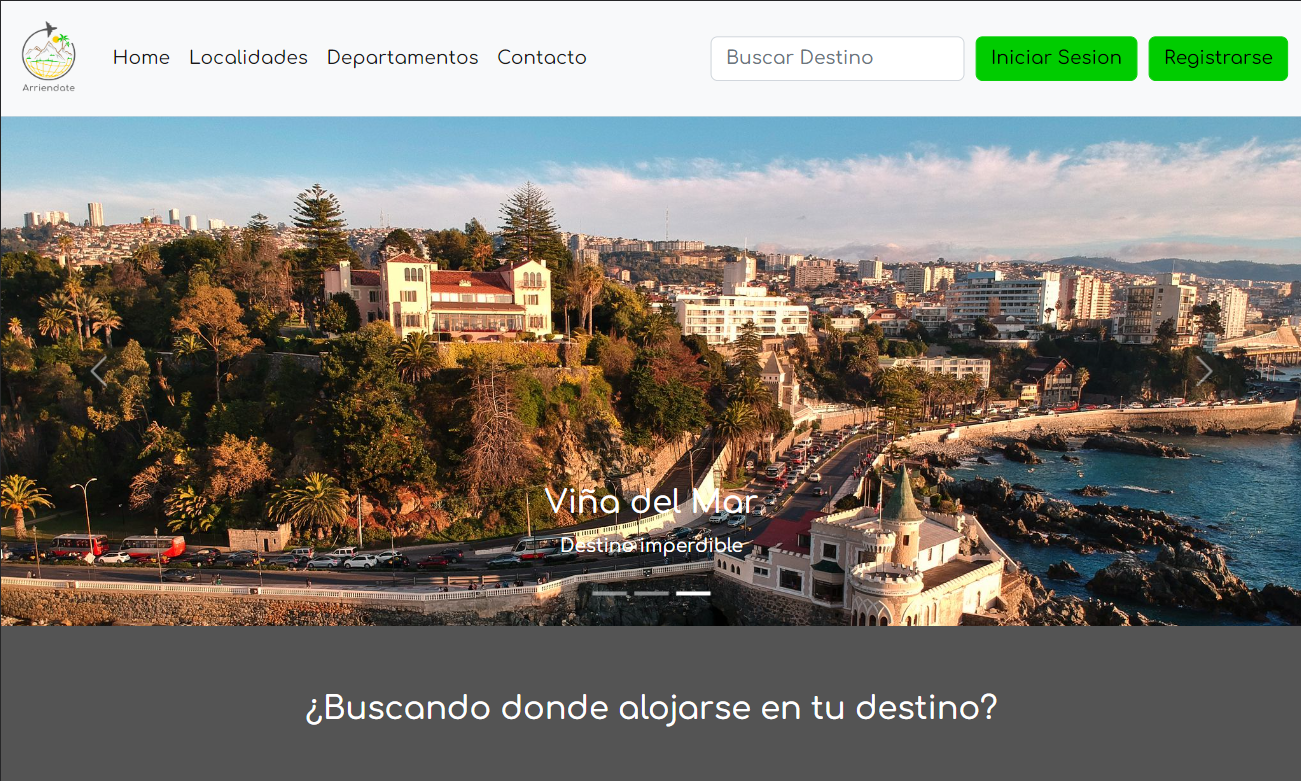 Arriendate
Home Localidades Departamentos Contacto
Buscar Destino
Iniciar Sesion
Registrarse
Viña del Mar
Destino imperdible
¿Buscando donde alojarse en tu destino?